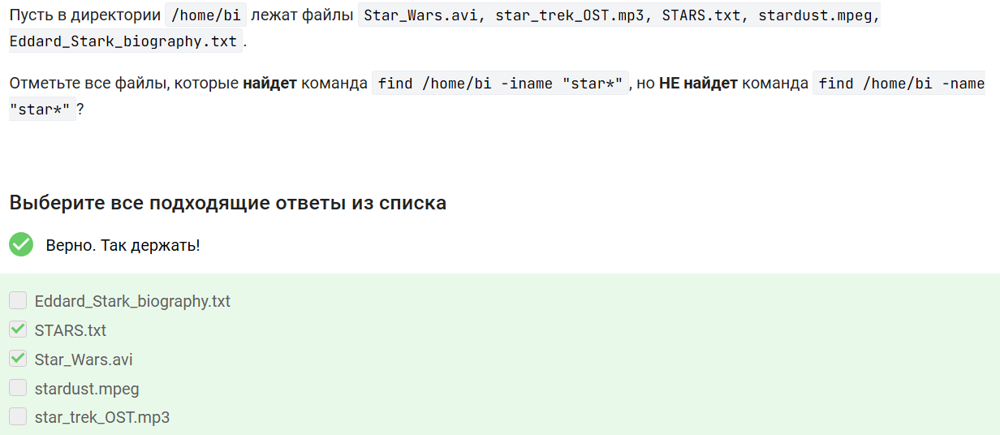 Пусть в директории /home/bi лежат файлы Star_Wars.avi, star_trek_OST.mp3, STARS.txt, stardust.mpeg,
Eddard_Stark_biography.txt.
Отметьте все файлы, которые найдет команда find /home/bi -iname "star*", но НЕ найдет команда find /home/bi -name
"star*"?
Выберите все подходящие ответы из списка
Верно. Так держать!
Eddard_Stark_biography.txt
STARS.txt
Star_Wars.avi
stardust.mpeg
star_trek_OST.mp3